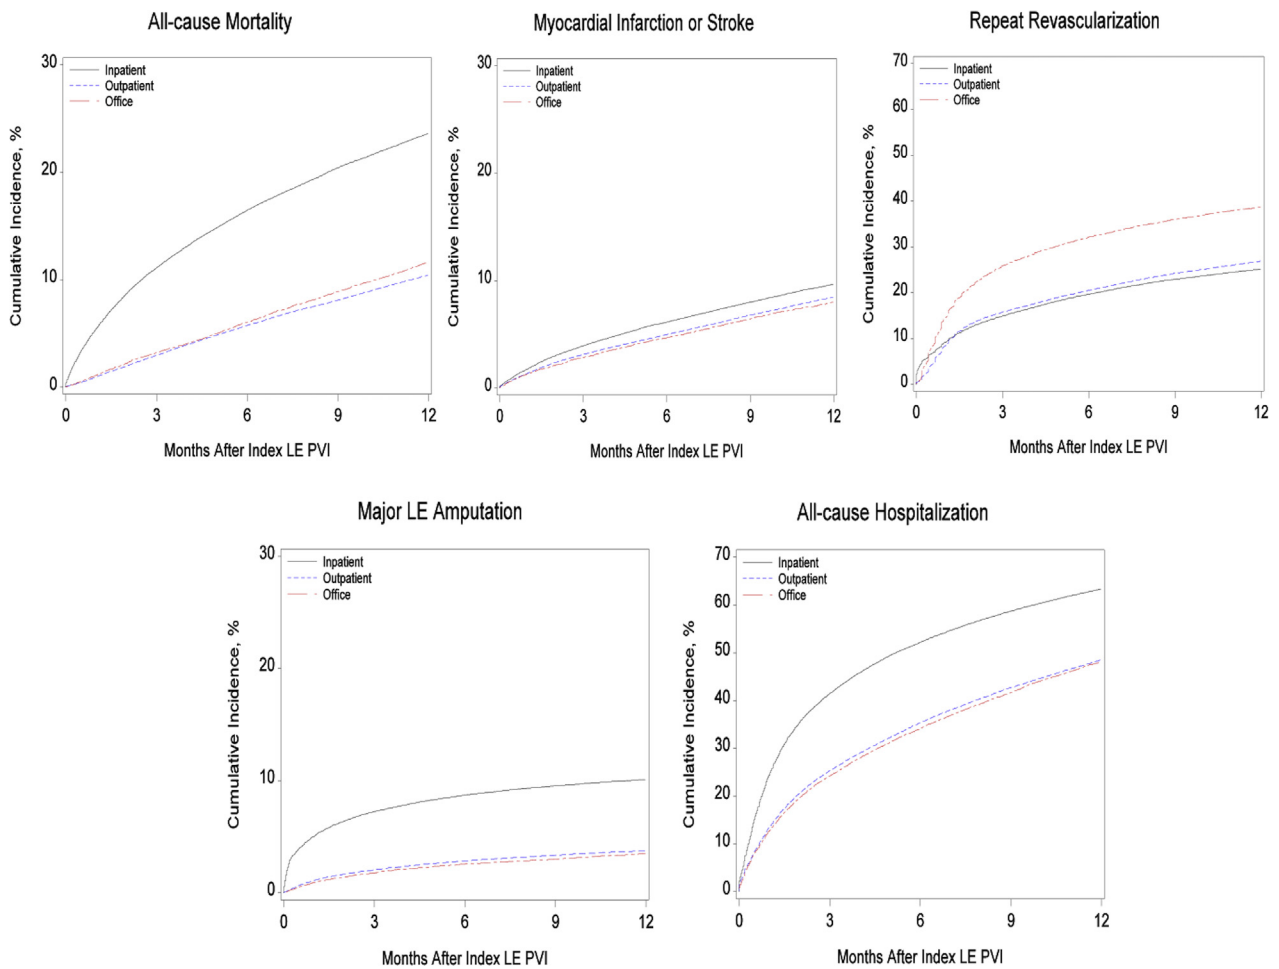 All-cause Mortality
30
20
10
0
Cumulative Incidence, %
Inpatient
Outpatient
Office
0 3 6 9 12
Months After Index LE PVI
Myocardial Infarction or Stroke
30
20
10
0
Cumulative Incidence, %
Inpatient
Outpatient
Office
0 3 6 9 12
Months After Index LE PVI
Repeat Revascularization
70
60
50
40
30
20
10
0
Cumulative Incidence, %
Inpatient
Outpatient
Office
0 3 6 9 12
Months After Index LE PVI
Major LE Amputation
30
20
10
0
Cumulative Incidence, %
Inpatient
Outpatient
Office
0 3 6 9 12
Months After Index LE PVI
All-cause Hospitalization
70
60
50
40
30
20
10
0
Cumulative Incidence, %
Inpatient
Outpatient
Office
0 3 6 9 12
Months After Index LE PVI